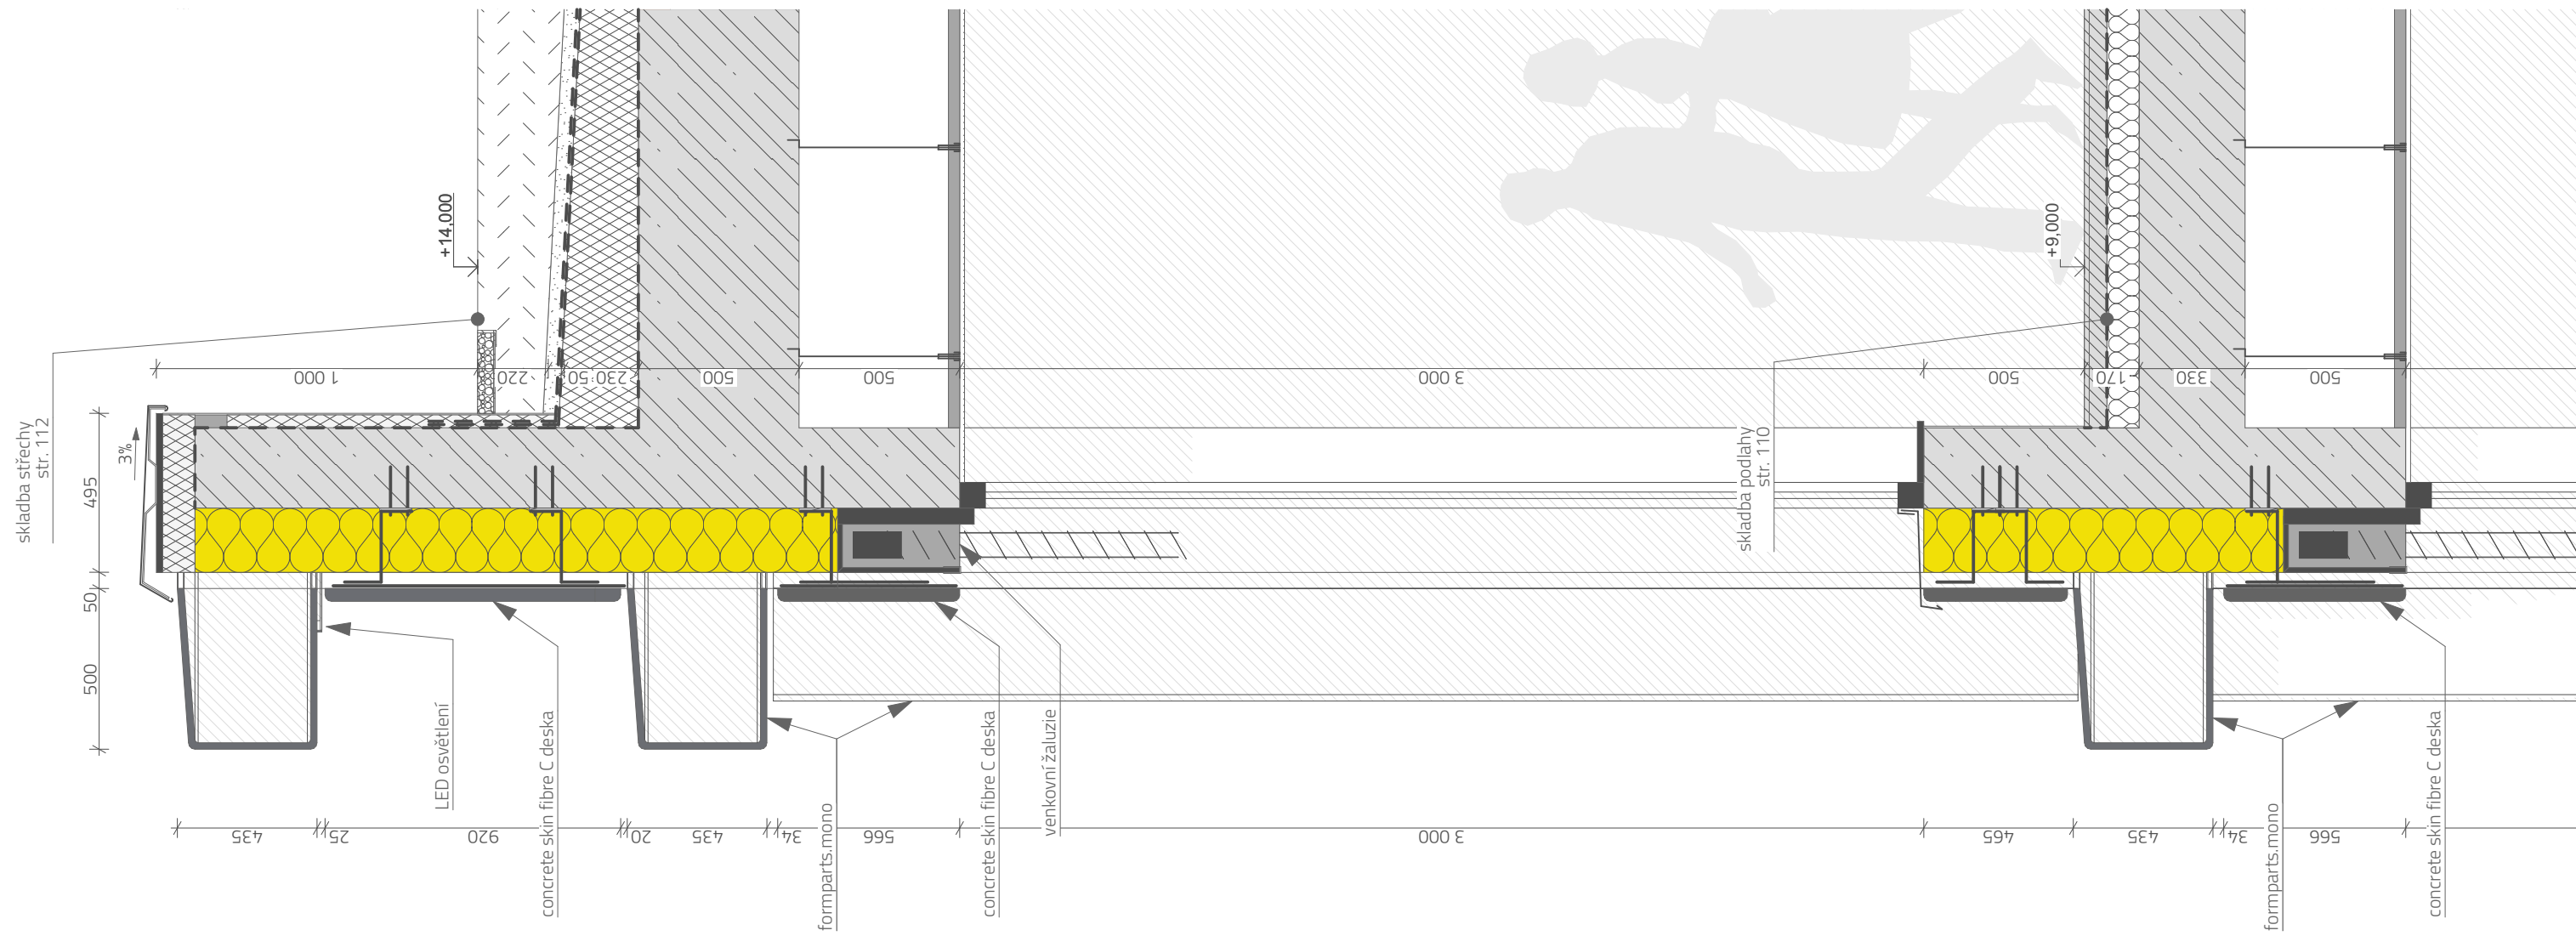 skladba střechy
str. 112
3%
+14,000
1 000
220
50
230
500
500
3 000
500
170
330
500
+9,000
skladba podlahy
str. 110
495
50
500
LED osvětlení
concrete skin fibre C deska
formparts.mono
concrete skin fibre C deska
venkovní žaluzie
formparts.mono
concrete skin fibre C deska
435
25
920
20
435
34
566
3 000
465
435
34
566